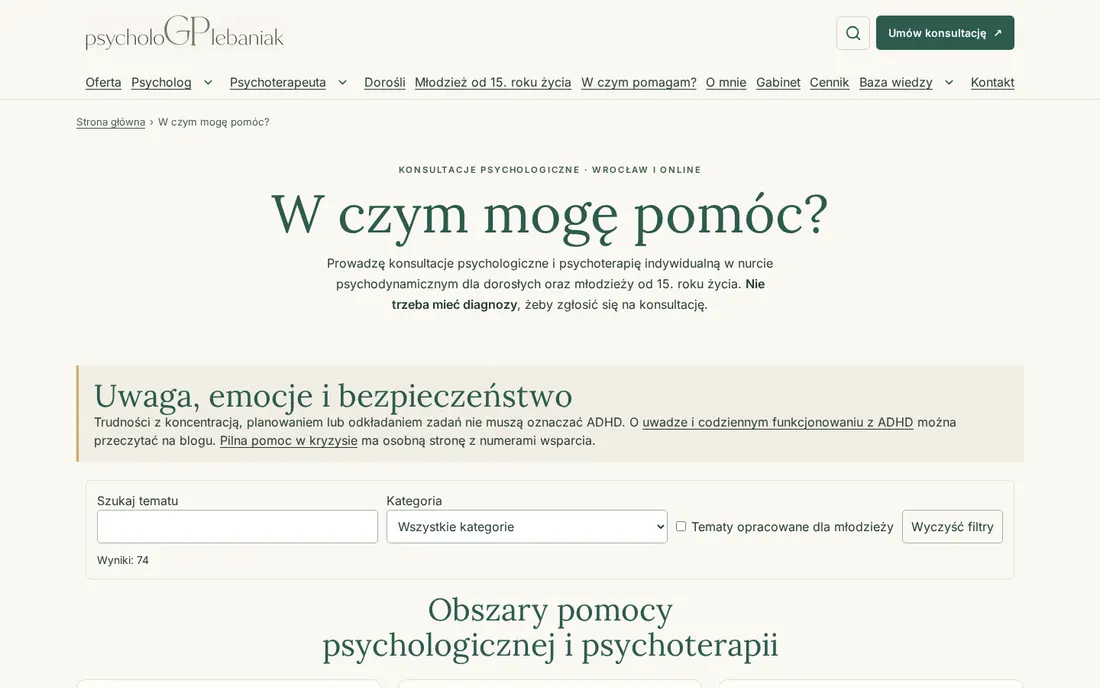 psycholoGPlebaniak
Umów konsultację ↗
Oferta Psycholog Psychoterapeuta Dorośli Młodzież od 15. roku życia W czym pomagam? O mnie Gabinet Cennik Baza wiedzy Kontakt
Strona główna › W czym mogę pomóc?
KONSULTACJE PSYCHOLOGICZNE · WROCŁAW I ONLINE
W czym mogę pomóc?
Prowadzę konsultacje psychologiczne i psychoterapię indywidualną w nurcie
psychodynamicznym dla dorosłych oraz młodzieży od 15. roku życia. Nie
trzeba mieć diagnozy, żeby zgłosić się na konsultację.
Uwaga, emocje i bezpieczeństwo
Trudności z koncentracją, planowaniem lub odkładaniem zadań nie muszą oznaczać ADHD. O uwadze i codziennym funkcjonowaniu z ADHD można
przeczytać na blogu. Pilna pomoc w kryzysie ma osobną stronę z numerami wsparcia.
Szukaj tematu Kategoria
Wszystkie kategorie Tematy opracowane dla młodzieży Wyczyść filtry
Wyniki: 74
Obszary pomocy
psychologicznej i psychoterapii